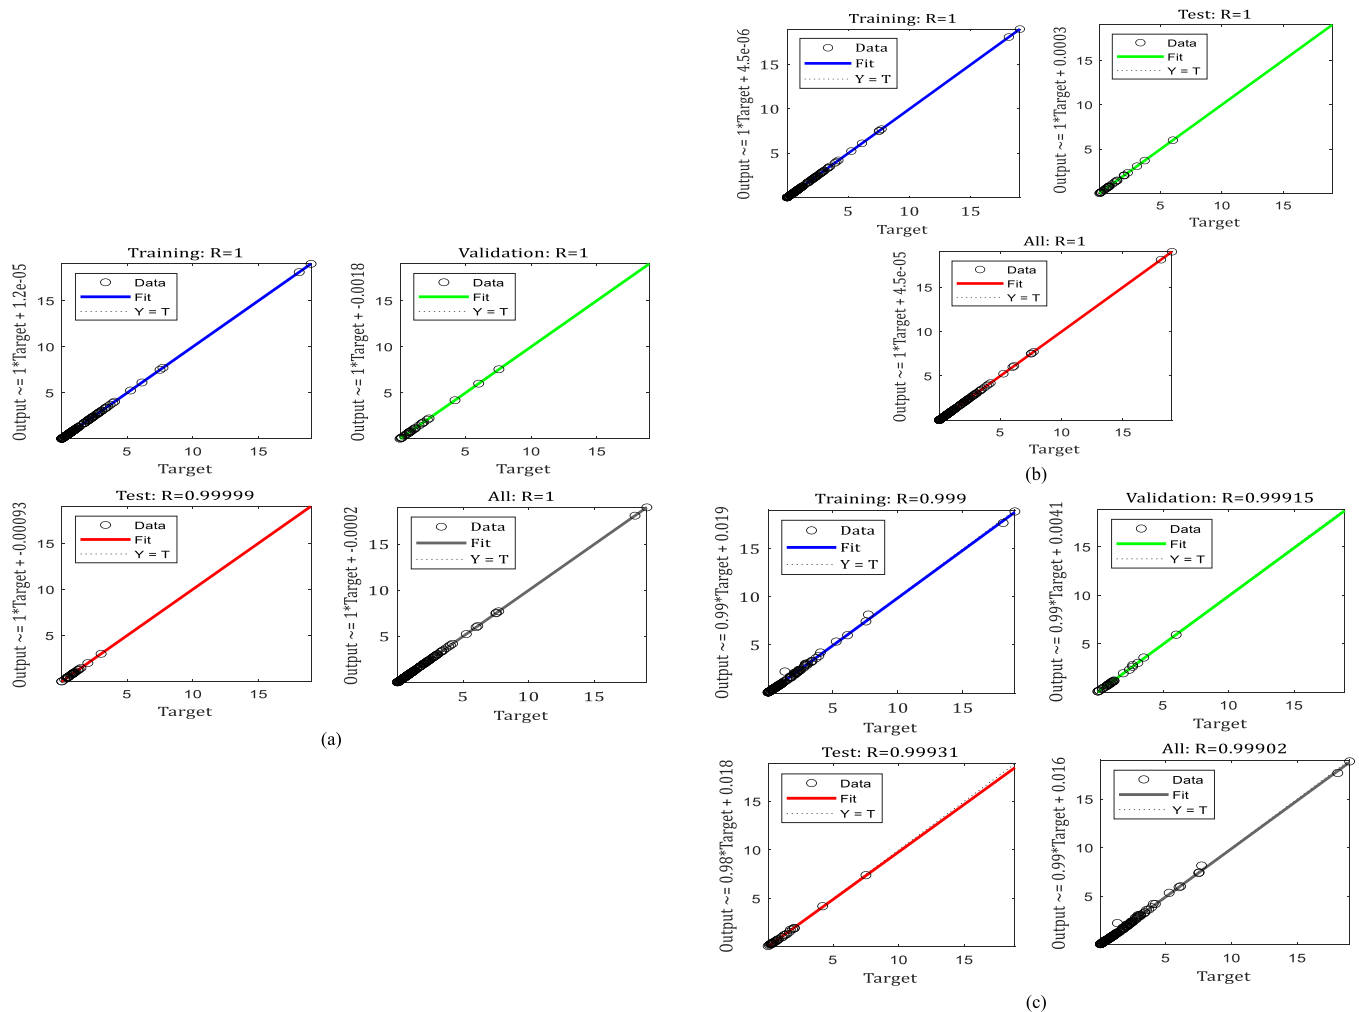 Training: R=1
Output ~= 1*Target + 1.2e-05
Data
Fit
Y = T
15
10
5
5
10
15
Target
Validation: R=1
Output ~= 1*Target + -0.0018
Data
Fit
Y = T
15
10
5
5
10
15
Target
Test: R=0.99999
Output ~= 1*Target + -0.00093
Data
Fit
Y = T
15
10
5
5
10
15
Target
All: R=1
Output ~= 1*Target + -0.0002
Data
Fit
Y = T
15
10
5
5
10
15
Target
(a)
Training: R=1
Output ~= 1*Target + 4.5e-06
Data
Fit
Y = T
15
10
5
5
10
15
Target
Test: R=1
Output ~= 1*Target + 0.0003
Data
Fit
Y = T
15
10
5
5
10
15
Target
All: R=1
Output ~= 1*Target + 4.5e-05
Data
Fit
Y = T
15
10
5
5
10
15
Target
(b)
Training: R=0.999
Output ~= 0.99*Target + 0.019
Data
Fit
Y = T
15
10
5
5
10
15
Target
Validation: R=0.99915
Output ~= 0.99*Target + 0.0041
Data
Fit
Y = T
15
10
5
5
10
15
Target
Test: R=0.99931
Output ~= 0.98*Target + 0.018
Data
Fit
Y = T
15
10
5
5
10
15
Target
All: R=0.99902
Output ~= 0.99*Target + 0.016
Data
Fit
Y = T
15
10
5
5
10
15
Target
(c)